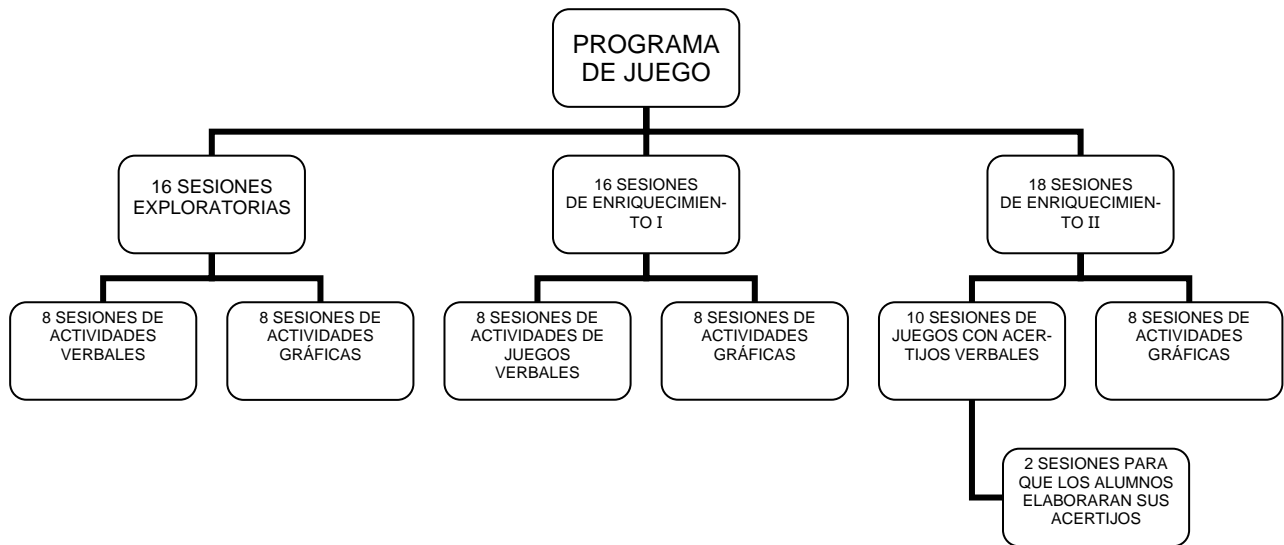 PROGRAMA
DE JUEGO
16 SESIONES
EXPLORATORIAS
16 SESIONES
DE ENRIQUECIMIEN-
TO I
18 SESIONES
DE ENRIQUECIMIEN-
TO II
8 SESIONES DE
ACTIVIDADES
VERBALES
8 SESIONES DE
ACTIVIDADES
GRÁFICAS
8 SESIONES DE
ACTIVIDADES DE
JUEGOS
VERBALES
8 SESIONES DE
ACTIVIDADES
GRÁFICAS
10 SESIONES DE
JUEGOS CON ACER-
TIJOS VERBALES
8 SESIONES DE
ACTIVIDADES
GRÁFICAS
2 SESIONES PARA
QUE LOS ALUMNOS
ELABORARAN SUS
ACERTIJOS